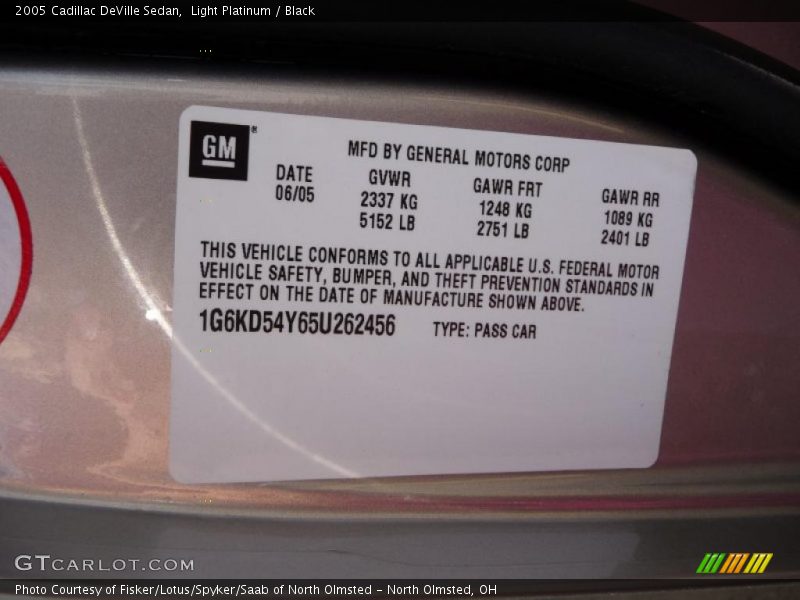 2005 Cadillac DeVille Sedan,  Light Platinum / Black
GM
MFD BY GENERAL MOTORS CORP
DATE GVWR GAWR FRT GAWR RR
06/05 2337 KG 1248 KG 1089 KG
5152 LB 2751 LB 2401 LB
THIS VEHICLE CONFORMS TO ALL APPLICABLE U.S. FEDERAL MOTOR
VEHICLE SAFETY, BUMPER, AND THEFT PREVENTION STANDARDS IN
EFFECT ON THE DATE OF MANUFACTURE SHOWN ABOVE.
1G6KD54Y65U262456 TYPE: PASS CAR
GTCARLOT.COM
Photo Courtesy of Fisker/Lotus/Spyker/Saab of North Olmsted - North Olmsted, OH